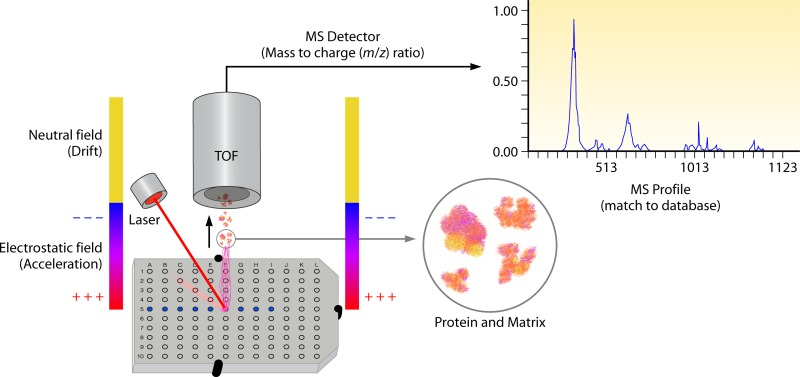 MS Detector
(Mass to charge (m/z) ratio)
1.00
0.50
0.00
513
1013
1123
MS Profile
(match to database)
Neutral field
(Drift)
TOF
Laser
Electrostatic field
(Acceleration)
− − −
− − −
+++
+++
A B C D E F G H I J K L
1
2
3
4
5
6
7
8
9
10
Protein and Matrix